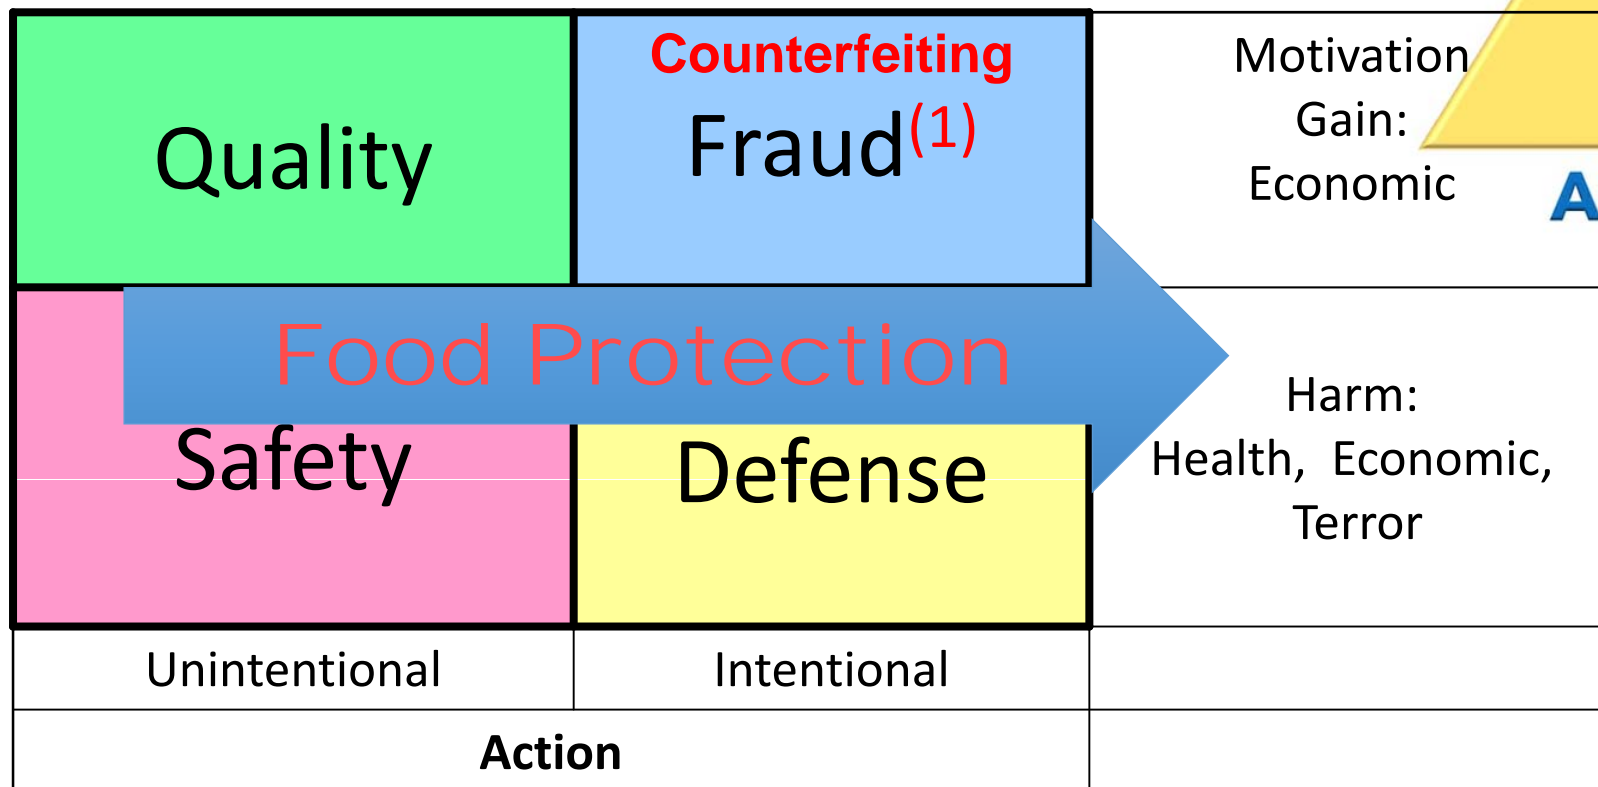 Quality
Counterfeiting
Fraud(1)
Motivation
Gain:
Economic
A
Food Protection
Safety
Defense
Harm:
Health, Economic,
Terror
Unintentional
Intentional
Action